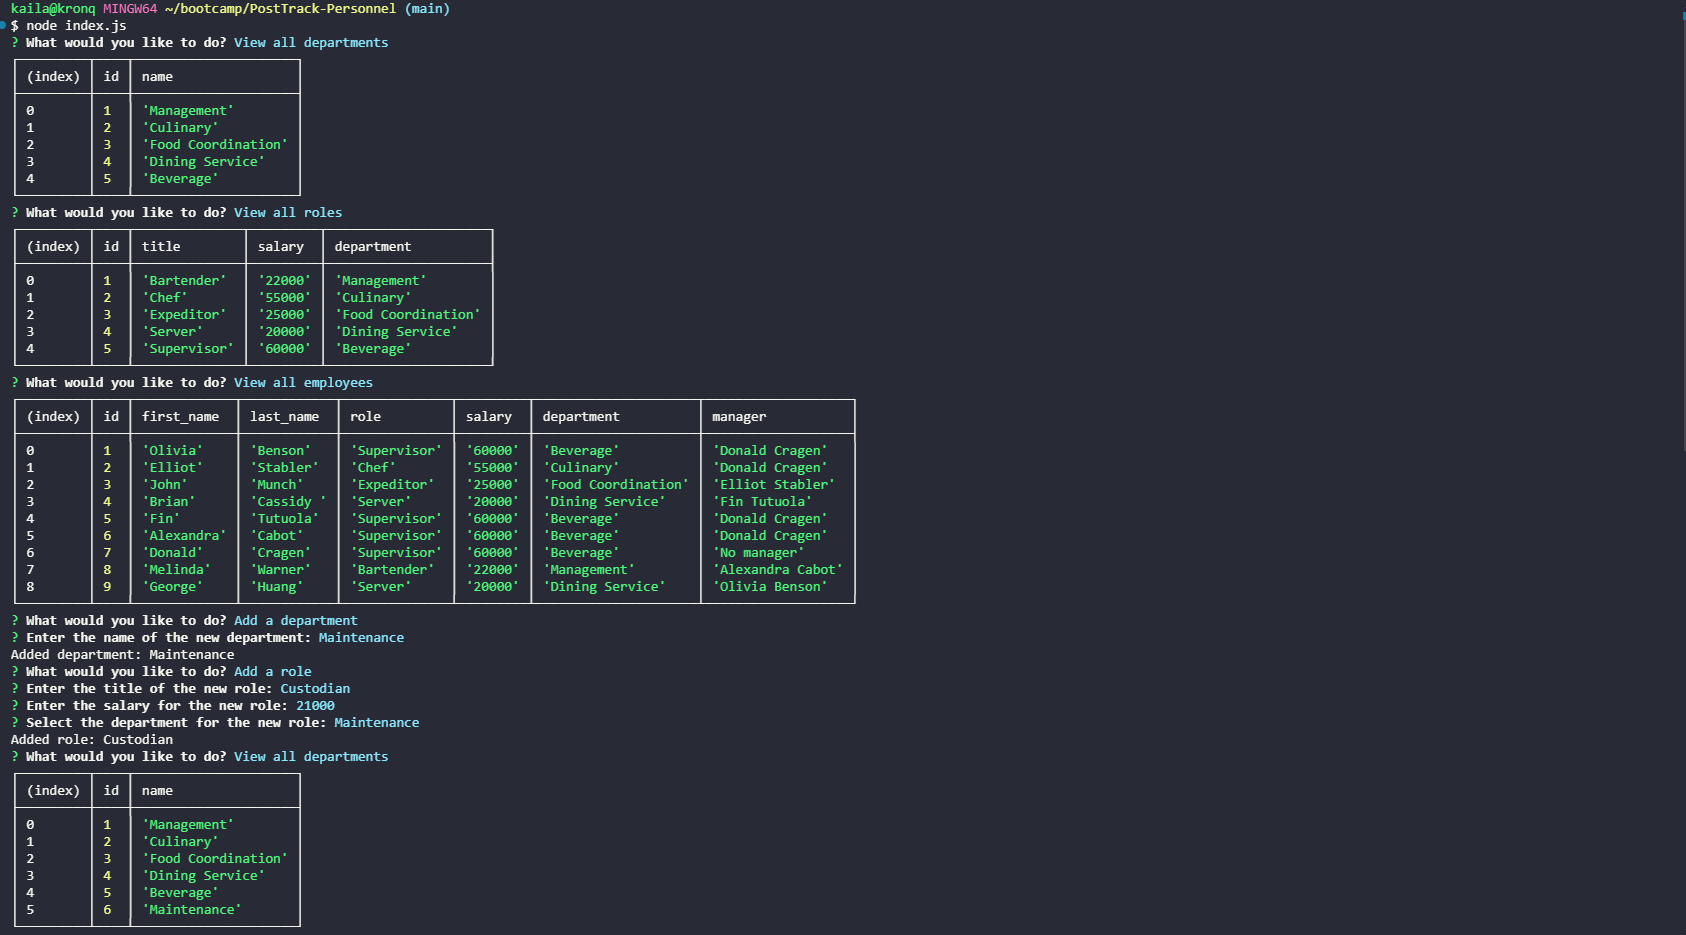 kaila@kronq MINGW64 ~/bootcamp/PostTrack-Personnel (main)
$ node index.js
? What would you like to do? View all departments
(index) id name
0 1 'Management'
1 2 'Culinary'
2 3 'Food Coordination'
3 4 'Dining Service'
4 5 'Beverage'
? What would you like to do? View all roles
(index) id title salary department
0 1 'Bartender' '22000' 'Management'
1 2 'Chef' '55000' 'Culinary'
2 3 'Expeditor' '25000' 'Food Coordination'
3 4 'Server' '20000' 'Dining Service'
4 5 'Supervisor' '60000' 'Beverage'
? What would you like to do? View all employees
(index) id first_name last_name role salary department manager
0 1 'Olivia' 'Benson' 'Supervisor' '60000' 'Beverage' 'Donald Cragen'
1 2 'Elliot' 'Stabler' 'Chef' '55000' 'Culinary' 'Donald Cragen'
2 3 'John' 'Munch' 'Expeditor' '25000' 'Food Coordination' 'Elliot Stabler'
3 4 'Brian' 'Cassidy ' 'Server' '20000' 'Dining Service' 'Fin Tutuola'
4 5 'Fin' 'Tutuola' 'Supervisor' '60000' 'Beverage' 'Donald Cragen'
5 6 'Alexandra' 'Cabot' 'Supervisor' '60000' 'Beverage' 'Donald Cragen'
6 7 'Donald' 'Cragen' 'Supervisor' '60000' 'Beverage' 'No manager'
7 8 'Melinda' 'Warner' 'Bartender' '22000' 'Management' 'Alexandra Cabot'
8 9 'George' 'Huang' 'Server' '20000' 'Dining Service' 'Olivia Benson'
? What would you like to do? Add a department
? Enter the name of the new department: Maintenance
Added department: Maintenance
? What would you like to do? Add a role
? Enter the title of the new role: Custodian
? Enter the salary for the new role: 21000
? Select the department for the new role: Maintenance
Added role: Custodian
? What would you like to do? View all departments
(index) id name
0 1 'Management'
1 2 'Culinary'
2 3 'Food Coordination'
3 4 'Dining Service'
4 5 'Beverage'
5 6 'Maintenance'